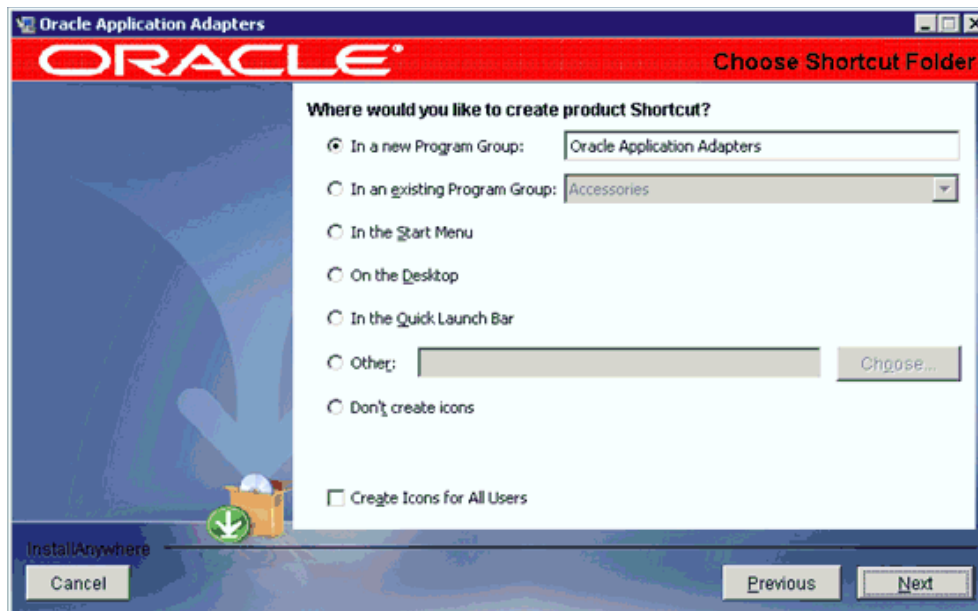 Oracle Application Adapters
ORACLE®
Choose Shortcut Folder
Where would you like to create product Shortcut?
In a new Program Group: Oracle Application Adapters
In an existing Program Group: Accessories
In the Start Menu
On the Desktop
In the Quick Launch Bar
Other: Choose...
Don't create icons
Create Icons for All Users
InstallAnywhere
Cancel Previous Next